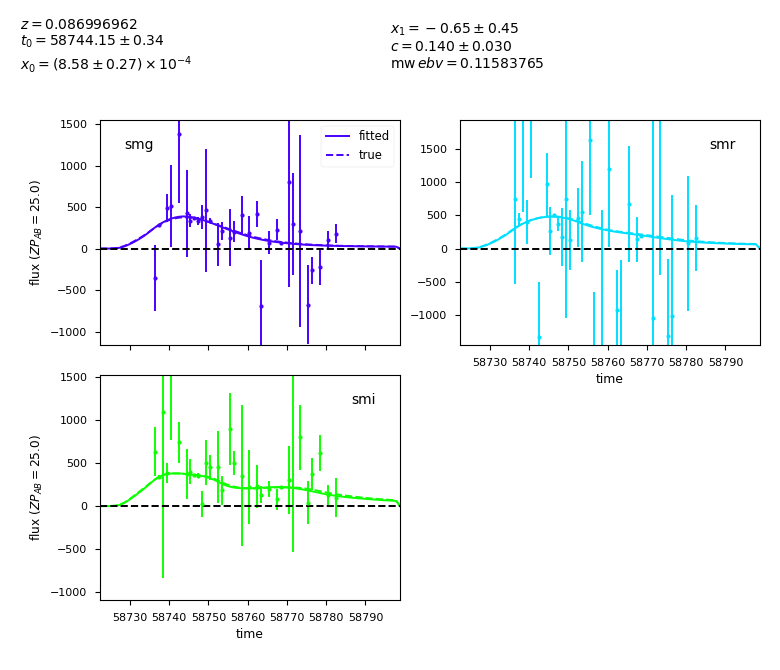 z = 0.086996962
t₀ = 58744.15 ± 0.34
x₀ = (8.58 ± 0.27) × 10⁻⁴
x₁ = −0.65 ± 0.45
c = 0.140 ± 0.030
mw ebv = 0.11583765
smg
fitted
true
1500
1000
500
0
−500
−1000
flux (ZP_AB = 25.0)
smr
1500
1000
500
0
−500
−1000
58730 58740 58750 58760 58770 58780 58790
time
smi
1500
1000
500
0
−500
−1000
flux (ZP_AB = 25.0)
58730 58740 58750 58760 58770 58780 58790
time